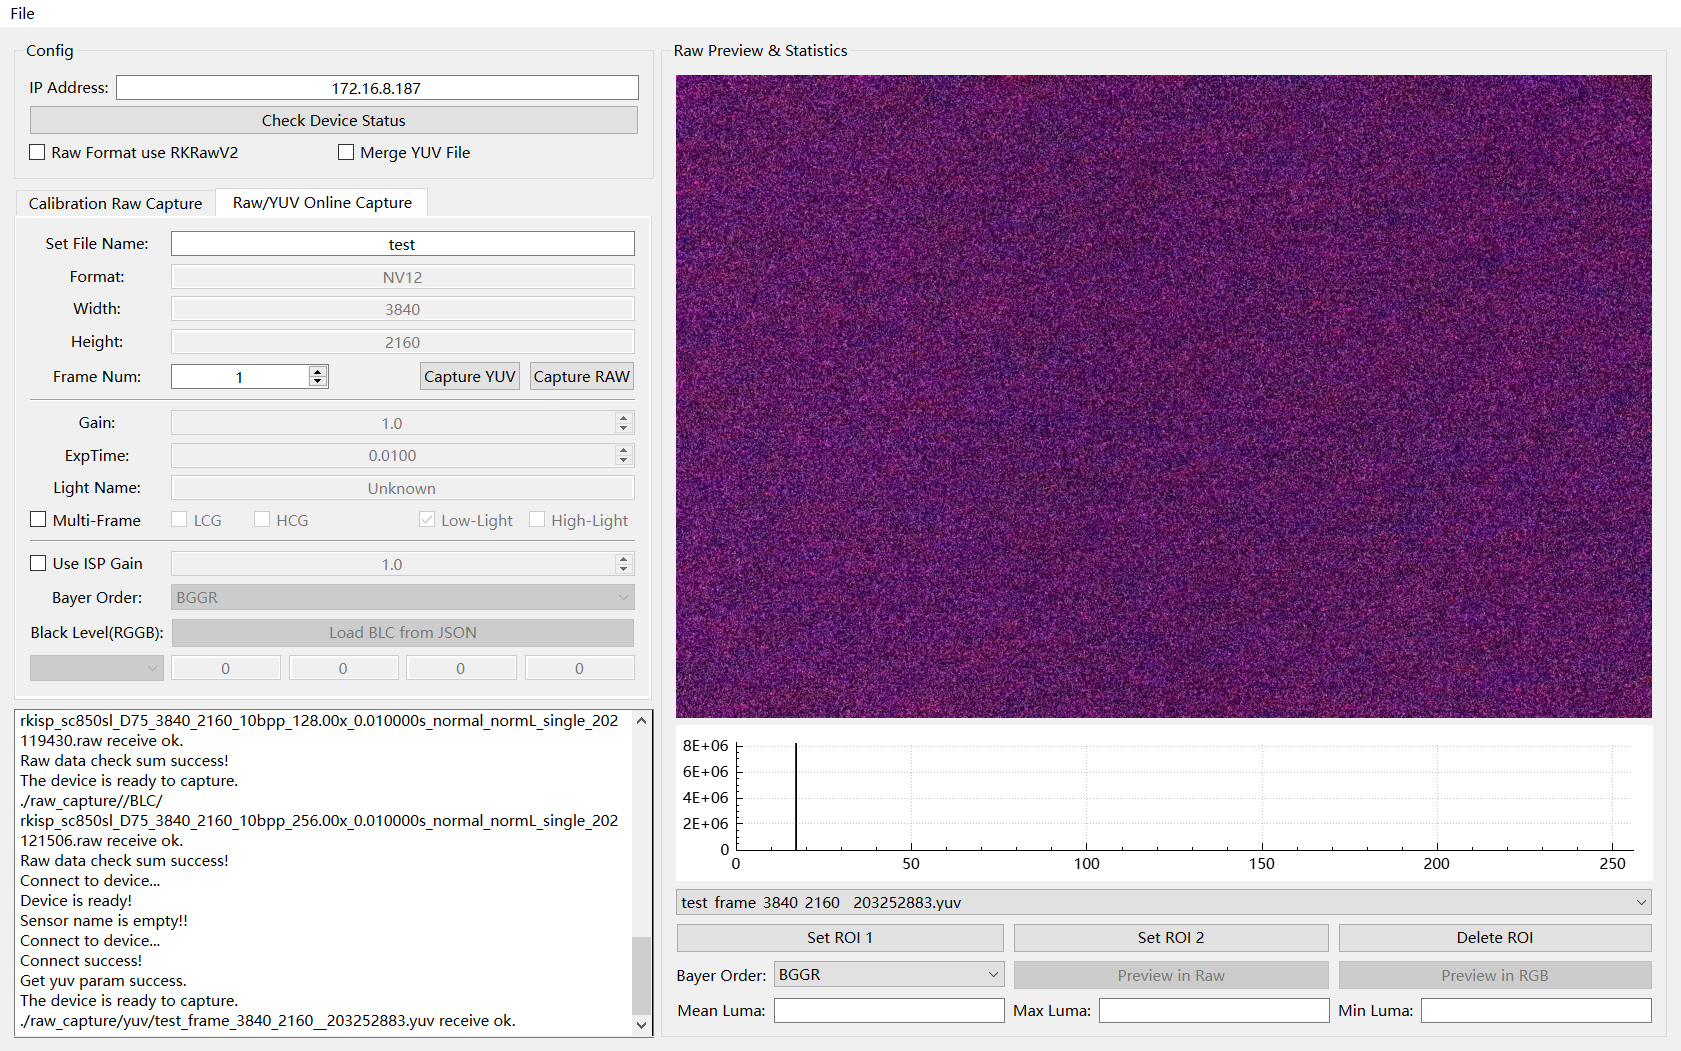 File
Config
IP Address: 172.16.8.187
Check Device Status
Raw Format use RKRawV2 Merge YUV File
Calibration Raw Capture Raw/YUV Online Capture
Set File Name: test
Format: NV12
Width: 3840
Height: 2160
Frame Num: 1 Capture YUV Capture RAW
Gain: 1.0
ExpTime: 0.0100
Light Name: Unknown
Multi-Frame LCG HCG Low-Light High-Light
Use ISP Gain 1.0
Bayer Order: BGGR
Black Level(RGGB): Load BLC from JSON
0 0 0 0
rkisp_sc850sl_D75_3840_2160_10bpp_128.00x_0.010000s_normal_normL_single_202
119430.raw receive ok.
Raw data check sum success!
The device is ready to capture.
./raw_capture//BLC/
rkisp_sc850sl_D75_3840_2160_10bpp_256.00x_0.010000s_normal_normL_single_202
121506.raw receive ok.
Raw data check sum success!
Connect to device...
Device is ready!
Sensor name is empty!!
Connect to device...
Connect success!
Get yuv param success.
The device is ready to capture.
./raw_capture/yuv/test_frame_3840_2160__203252883.yuv receive ok.
Raw Preview & Statistics
8E+06
6E+06
4E+06
2E+06
0
0 50 100 150 200 250
test frame 3840 2160  203252883.yuv
Set ROI 1 Set ROI 2 Delete ROI
Bayer Order: BGGR Preview in Raw Preview in RGB
Mean Luma: Max Luma: Min Luma: